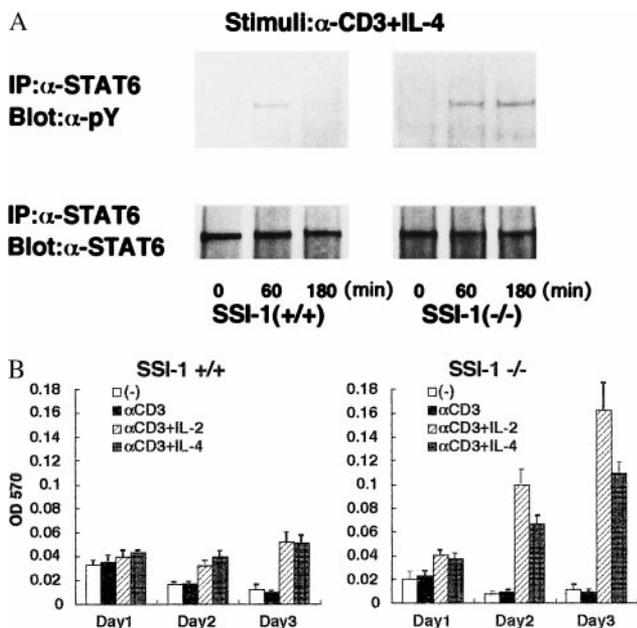 A
Stimuli:α-CD3+IL-4
IP:α-STAT6
Blot:α-pY
IP:α-STAT6
Blot:α-STAT6
0 60 180 (min) 0 60 180 (min)
SSI-1(+/+) SSI-1(-/-)
B
SSI-1 +/+
0.18
0.16
0.14
0.12
0.1
0.08
0.06
0.04
0.02
0
OD 570
(-)
αCD3
αCD3+IL-2
αCD3+IL-4
Day1 Day2 Day3
SSI-1 -/-
0.18
0.16
0.14
0.12
0.1
0.08
0.06
0.04
0.02
0
(-)
αCD3
αCD3+IL-2
αCD3+IL-4
Day1 Day2 Day3